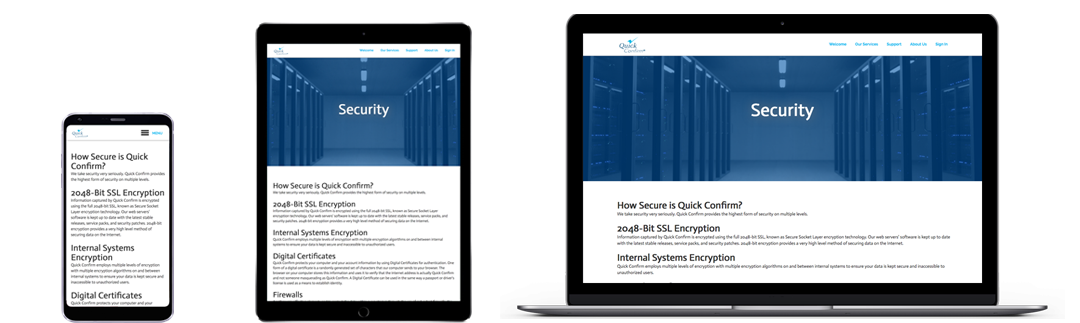 Quick
MENU
How Secure is Quick
Confirm?
We take security very seriously. Quick Confirm provides
the highest form of security on multiple levels.
2048-Bit SSL Encryption
Information captured by Quick Confirm is encrypted
using the full 2048-bit SSL, known as Secure Socket
Layer encryption technology. Our web servers'
software is kept up to date with the latest stable
releases, service packs, and security patches. 2048-bit
encryption provides a very high level method of
securing data on the internet.
Internal Systems
Encryption
Quick Confirm employs multiple levels of encryption
with multiple encryption algorithms on and between
internal systems to ensure your data is kept secure and
inaccessible to unauthorized users.
Digital Certificates
Quick Confirm protects your computer and your
Quick
Welcome Our Services Support About Us Sign In
Security
How Secure is Quick Confirm?
We take security very seriously. Quick Confirm provides the highest form of security on multiple levels.
2048-Bit SSL Encryption
Information captured by Quick Confirm is encrypted using the full 2048-bit SSL, known as Secure Socket Layer
encryption technology. Our web servers' software is kept up to date with the latest stable releases, service packs, and
security patches. 2048-bit encryption provides a very high level method of securing data on the internet.
Internal Systems Encryption
Quick Confirm employs multiple levels of encryption with multiple encryption algorithms on and between internal
systems to ensure your data is kept secure and inaccessible to unauthorized users.
Digital Certificates
Quick Confirm protects your computer and your account information by using Digital Certificates for authentication. One
form of a digital certificate is a randomly generated set of characters that our computer sends to your browser. The
browser on your computer stores this information and uses it to verify that the internet address is actually Quick Confirm
and not someone masquerading as Quick Confirm. A Digital Certificate can be used in the same way a passport or driver's
license is used as a means to establish identity.
Firewalls
Quick
Confirm
Welcome Our Services Support About Us Sign In
Security
How Secure is Quick Confirm?
We take security very seriously. Quick Confirm provides the highest form of security on multiple levels.
2048-Bit SSL Encryption
Information captured by Quick Confirm is encrypted using the full 2048-bit SSL, known as Secure Socket Layer encryption technology. Our web servers' software is kept up to date with
the latest stable releases, service packs, and security patches. 2048-bit encryption provides a very high level method of securing data on the internet.
Internal Systems Encryption
Quick Confirm employs multiple levels of encryption with multiple encryption algorithms on and between internal systems to ensure your data is kept secure and inaccessible to
unauthorized users.